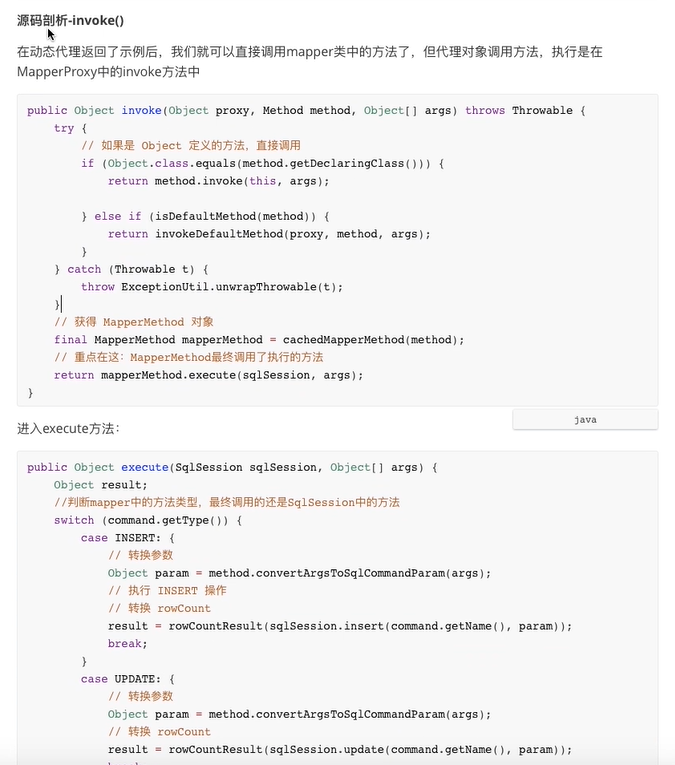 源码剖析-invoke()
在动态代理返回了示例后，我们就可以直接调用mapper类中的方法了，但代理对象调用方法，执行是在
MapperProxy中的invoke方法中
public Object invoke(Object proxy, Method method, Object[] args) throws Throwable {
try {
// 如果是 Object 定义的方法，直接调用
if (Object.class.equals(method.getDeclaringClass())) {
return method.invoke(this, args);
} else if (isDefaultMethod(method)) {
return invokeDefaultMethod(proxy, method, args);
}
} catch (Throwable t) {
throw ExceptionUtil.unwrapThrowable(t);
}
// 获得 MapperMethod 对象
final MapperMethod mapperMethod = cachedMapperMethod(method);
// 重点在这：MapperMethod最终调用了执行的方法
return mapperMethod.execute(sqlSession, args);
}
java
进入execute方法：
public Object execute(SqlSession sqlSession, Object[] args) {
Object result;
//判断mapper中的方法类型，最终调用的还是SqlSession中的方法
switch (command.getType()) {
case INSERT: {
// 转换参数
Object param = method.convertArgsToSqlCommandParam(args);
// 执行 INSERT 操作
// 转换 rowCount
result = rowCountResult(sqlSession.insert(command.getName(), param));
break;
}
case UPDATE: {
// 转换参数
Object param = method.convertArgsToSqlCommandParam(args);
// 转换 rowCount
result = rowCountResult(sqlSession.update(command.getName(), param));